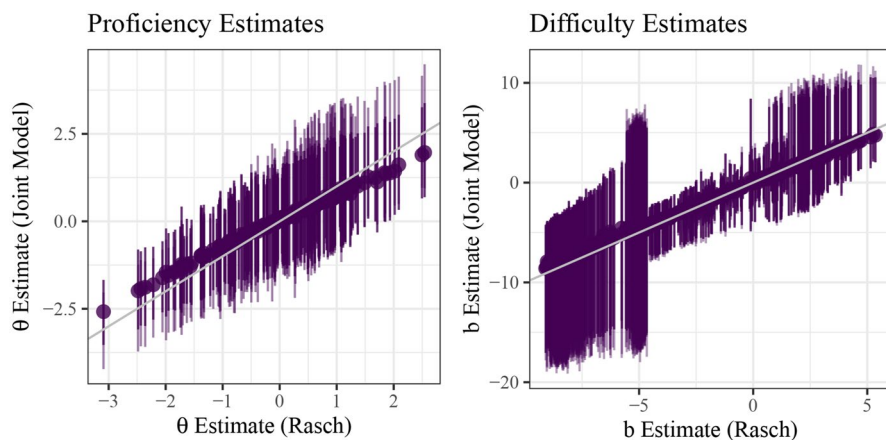 Proficiency Estimates
θ Estimate (Joint Model)
2.5
0.0
−2.5
−3 −2 −1 0 1 2
θ Estimate (Rasch)
Difficulty Estimates
b Estimate (Joint Model)
10
0
−10
−20
−5 0 5
b Estimate (Rasch)